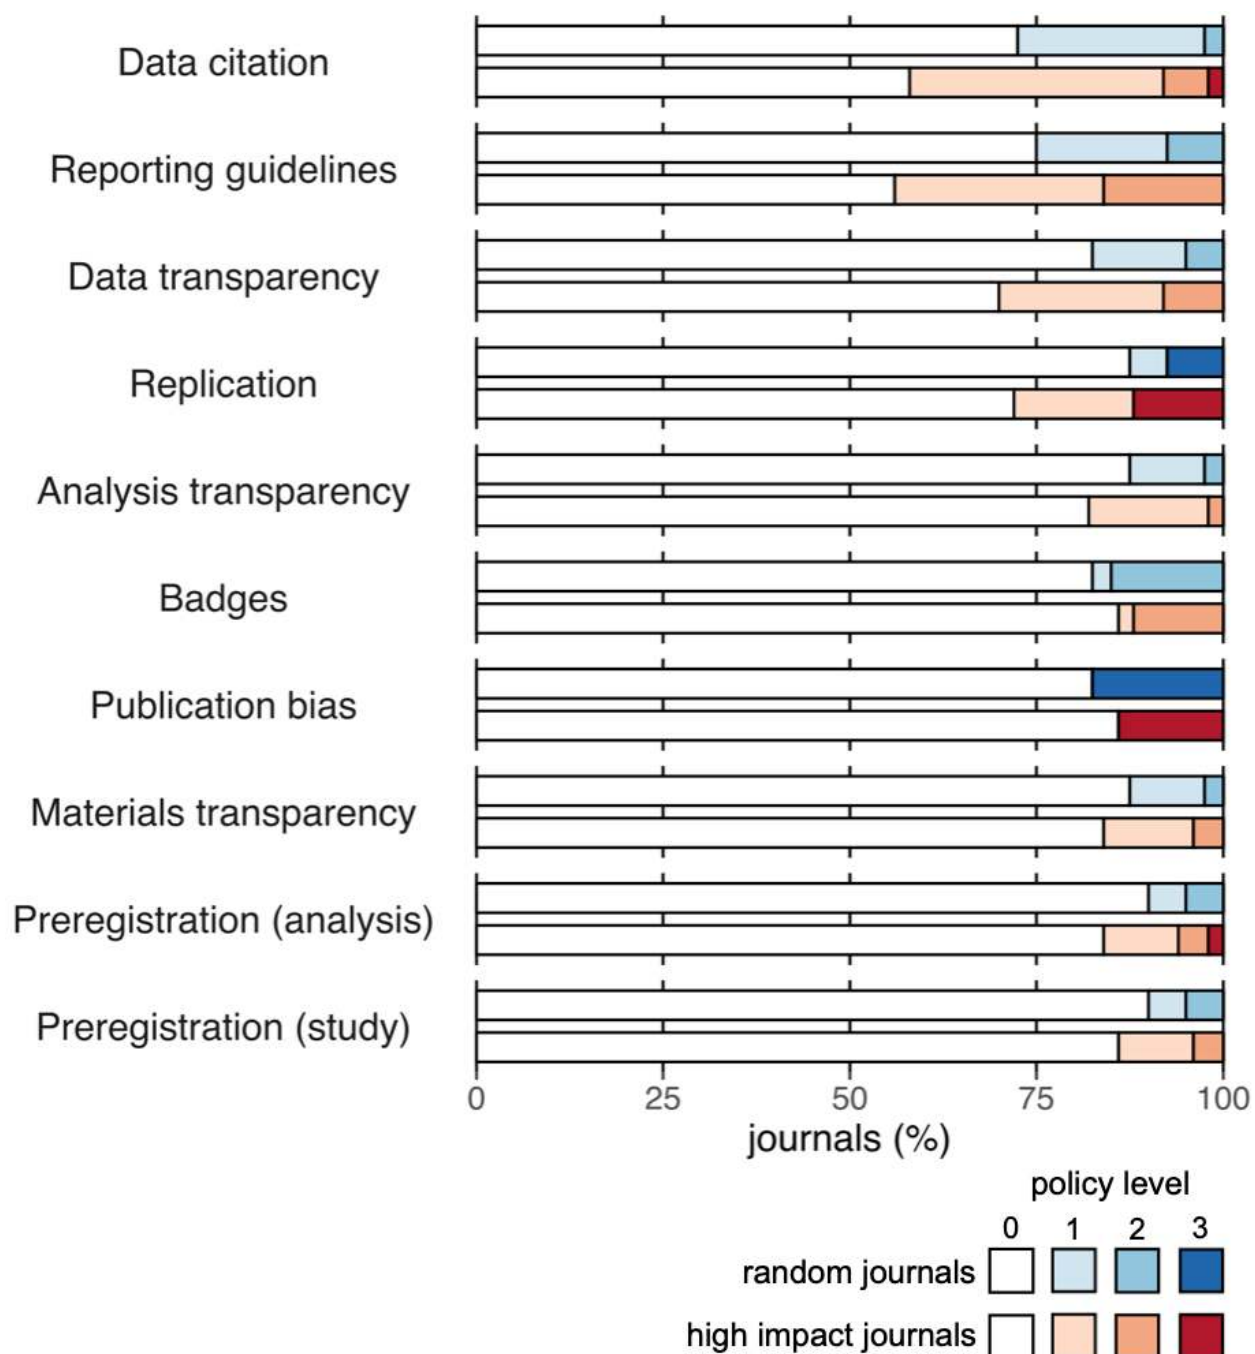 Data citation
Reporting guidelines
Data transparency
Replication
Analysis transparency
Badges
Publication bias
Materials transparency
Preregistration (analysis)
Preregistration (study)
0 25 50 75 100
journals (%)
policy level
0 1 2 3
random journals
high impact journals